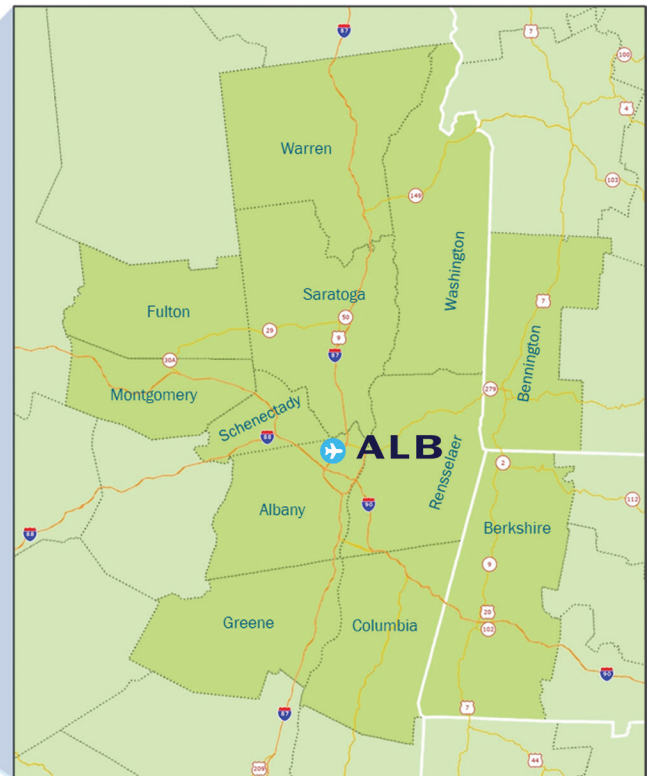 87
7
100
4
Warren
103
149
Washington
Saratoga
7
Fulton
50
29
9
87
304
Bennington
279
Montgomery
Schenectady
88
ALB
Rensselaer
2
112
90
Albany
Berkshire
88
9
20
Greene
Columbia
102
90
87
7
209
44